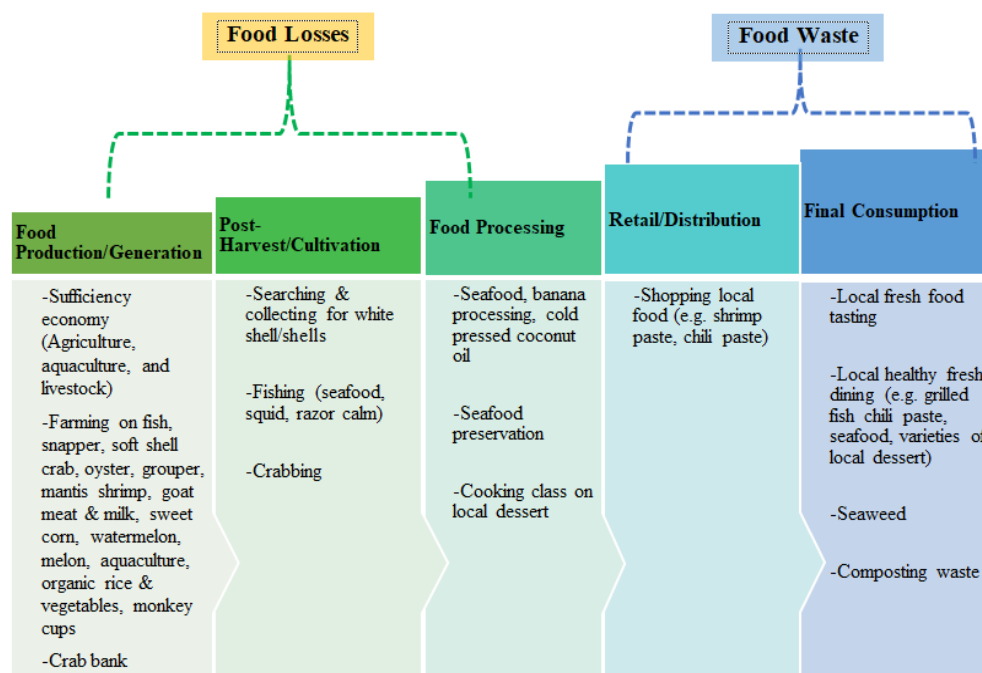 Food Losses
Food Waste
Food
Production/Generation
Post-
Harvest/Cultivation
Food Processing
Retail/Distribution
Final Consumption
-Sufficiency
economy
(Agriculture,
aquaculture, and
livestock)
-Farming on fish,
snapper, soft shell
crab, oyster, grouper,
mantis shrimp, goat
meat & milk, sweet
corn, watermelon,
melon, aquaculture,
organic rice &
vegetables, monkey
cups
-Crab bank
-Searching &
collecting for white
shell/shells
-Fishing (seafood,
squid, razor calm)
-Crabbing
-Seafood, banana
processing, cold
pressed coconut
oil
-Seafood
preservation
-Cooking class on
local dessert
-Shopping local
food (e.g. shrimp
paste, chili paste)
-Local fresh food
tasting
-Local healthy fresh
dining (e.g. grilled
fish chili paste,
seafood, varieties of
local dessert)
-Seaweed
-Composting waste